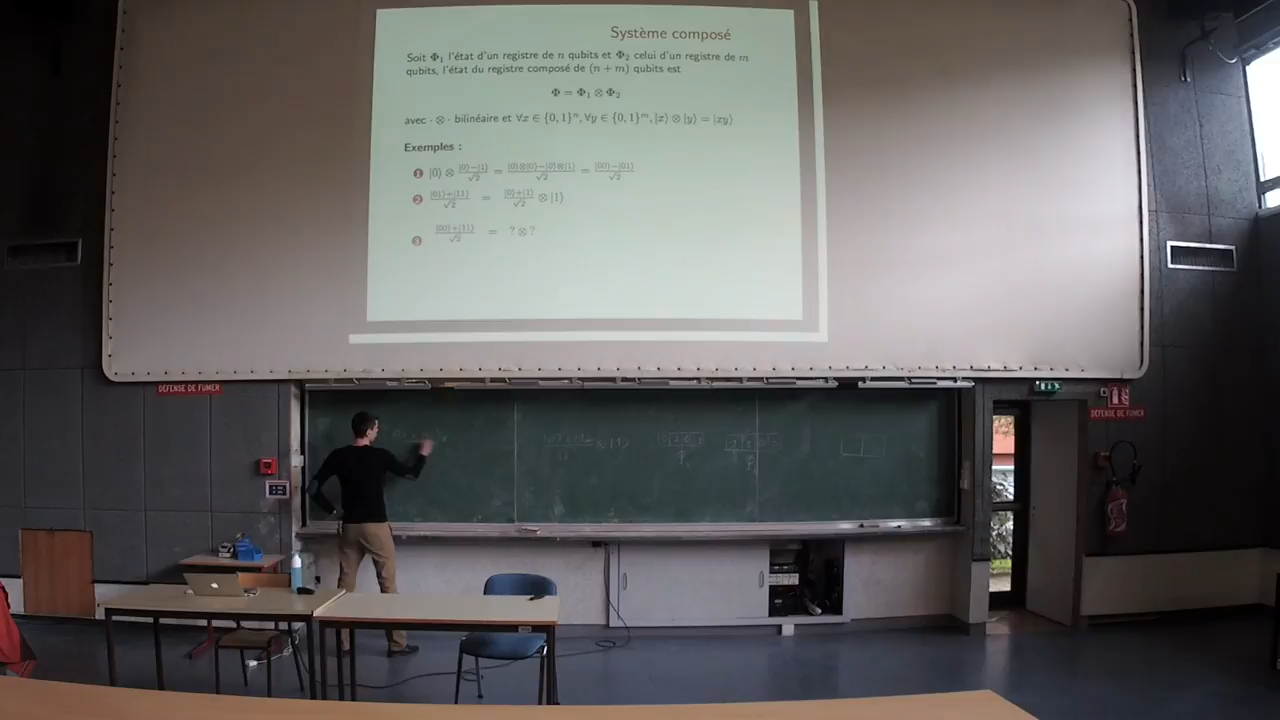 Système composé
Soit Φ₁ l'état d'un registre de n qubits et Φ₂ celui d'un registre de m
qubits, l'état du registre composé de (n + m) qubits est
Φ = Φ₁ ⊗ Φ₂
avec · ⊗ · bilinéaire et ∀x ∈ {0, 1}ⁿ, ∀y ∈ {0, 1}ᵐ, |x⟩ ⊗ |y⟩ = |xy⟩
Exemples :
1 |0⟩ ⊗ (|0⟩−|1⟩)/√2 = (|0⟩⊗|0⟩−|0⟩⊗|1⟩)/√2 = (|00⟩−|01⟩)/√2
2 (|01⟩+|11⟩)/√2 = (|0⟩+|1⟩)/√2 ⊗ |1⟩
3 (|00⟩+|11⟩)/√2 = ? ⊗ ?
DÉFENSE DE FUMER
DÉFENSE DE FUMER